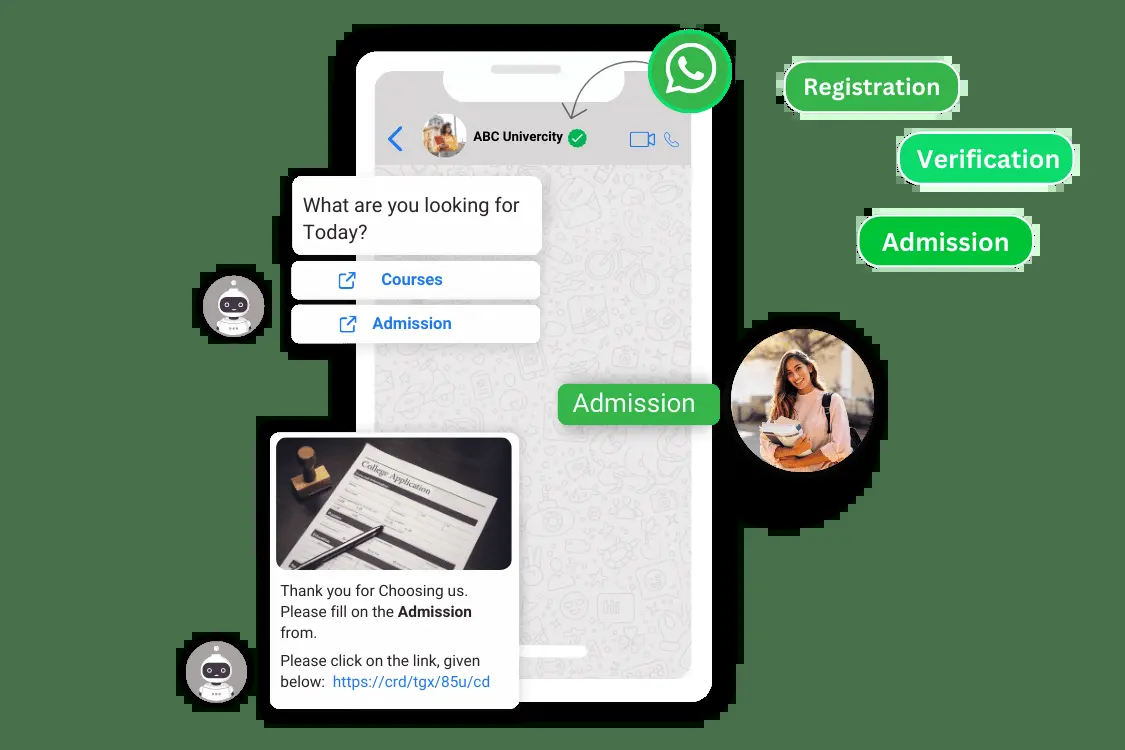 ABC Univercity
Registration
Verification
Admission
What are you looking for
Today?
Courses
Admission
Admission
College Application
Thank you for Choosing us.
Please fill on the Admission
from.
Please click on the link, given
below: https://crd/tgx/85u/cd